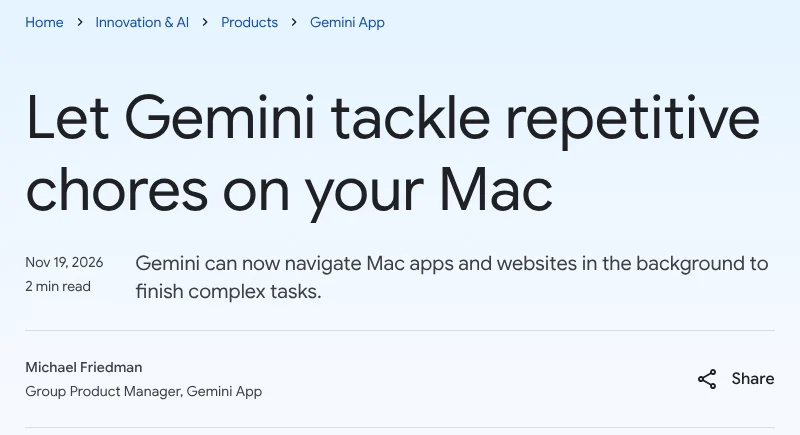 Home > Innovation & AI > Products > Gemini App
Let Gemini tackle repetitive
chores on your Mac
Nov 19, 2026
2 min read
Gemini can now navigate Mac apps and websites in the background to
finish complex tasks.
Michael Friedman
Group Product Manager, Gemini App
Share